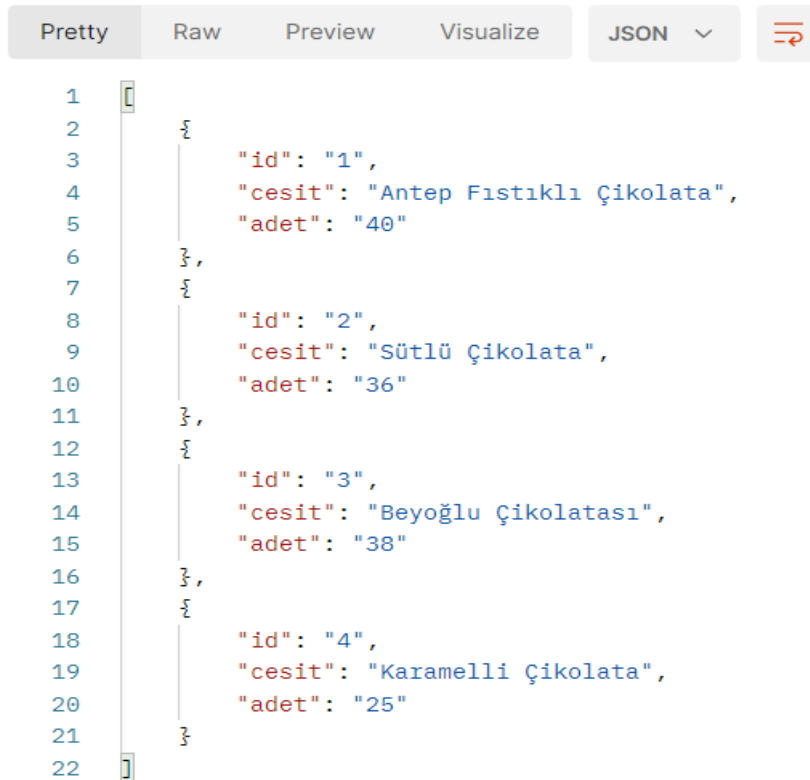 Pretty Raw Preview Visualize JSON
1 [
2 {
3 "id": "1",
4 "cesit": "Antep Fıstıklı Çikolata",
5 "adet": "40"
6 },
7 {
8 "id": "2",
9 "cesit": "Sütlü Çikolata",
10 "adet": "36"
11 },
12 {
13 "id": "3",
14 "cesit": "Beyoğlu Çikolatası",
15 "adet": "38"
16 },
17 {
18 "id": "4",
19 "cesit": "Karamelli Çikolata",
20 "adet": "25"
21 }
22 ]